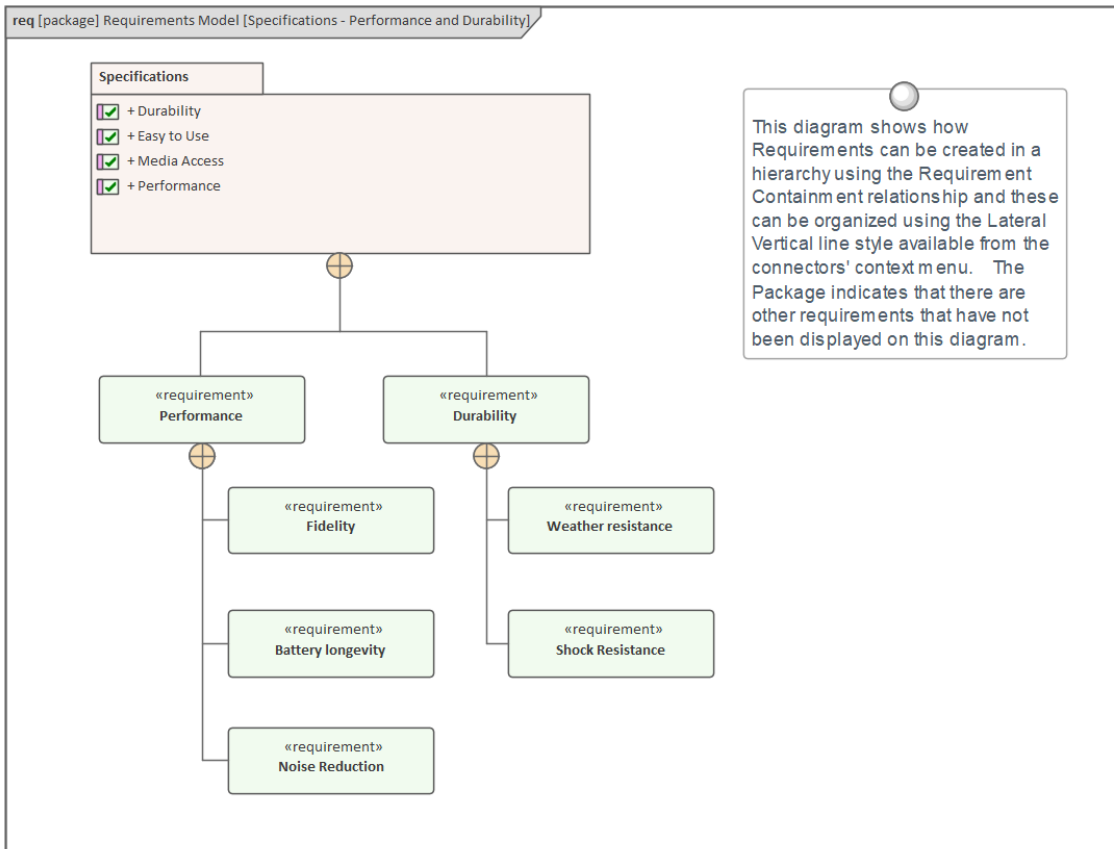 req [package] Requirements Model [Specifications - Performance and Durability]
Specifications
+ Durability
+ Easy to Use
+ Media Access
+ Performance
This diagram shows how
Requirements can be created in a
hierarchy using the Requirement
Containment relationship and these
can be organized using the Lateral
Vertical line style available from the
connectors' context menu. The
Package indicates that there are
other requirements that have not
been displayed on this diagram.
«requirement»
Performance
«requirement»
Durability
«requirement»
Fidelity
«requirement»
Weather resistance
«requirement»
Battery longevity
«requirement»
Shock Resistance
«requirement»
Noise Reduction